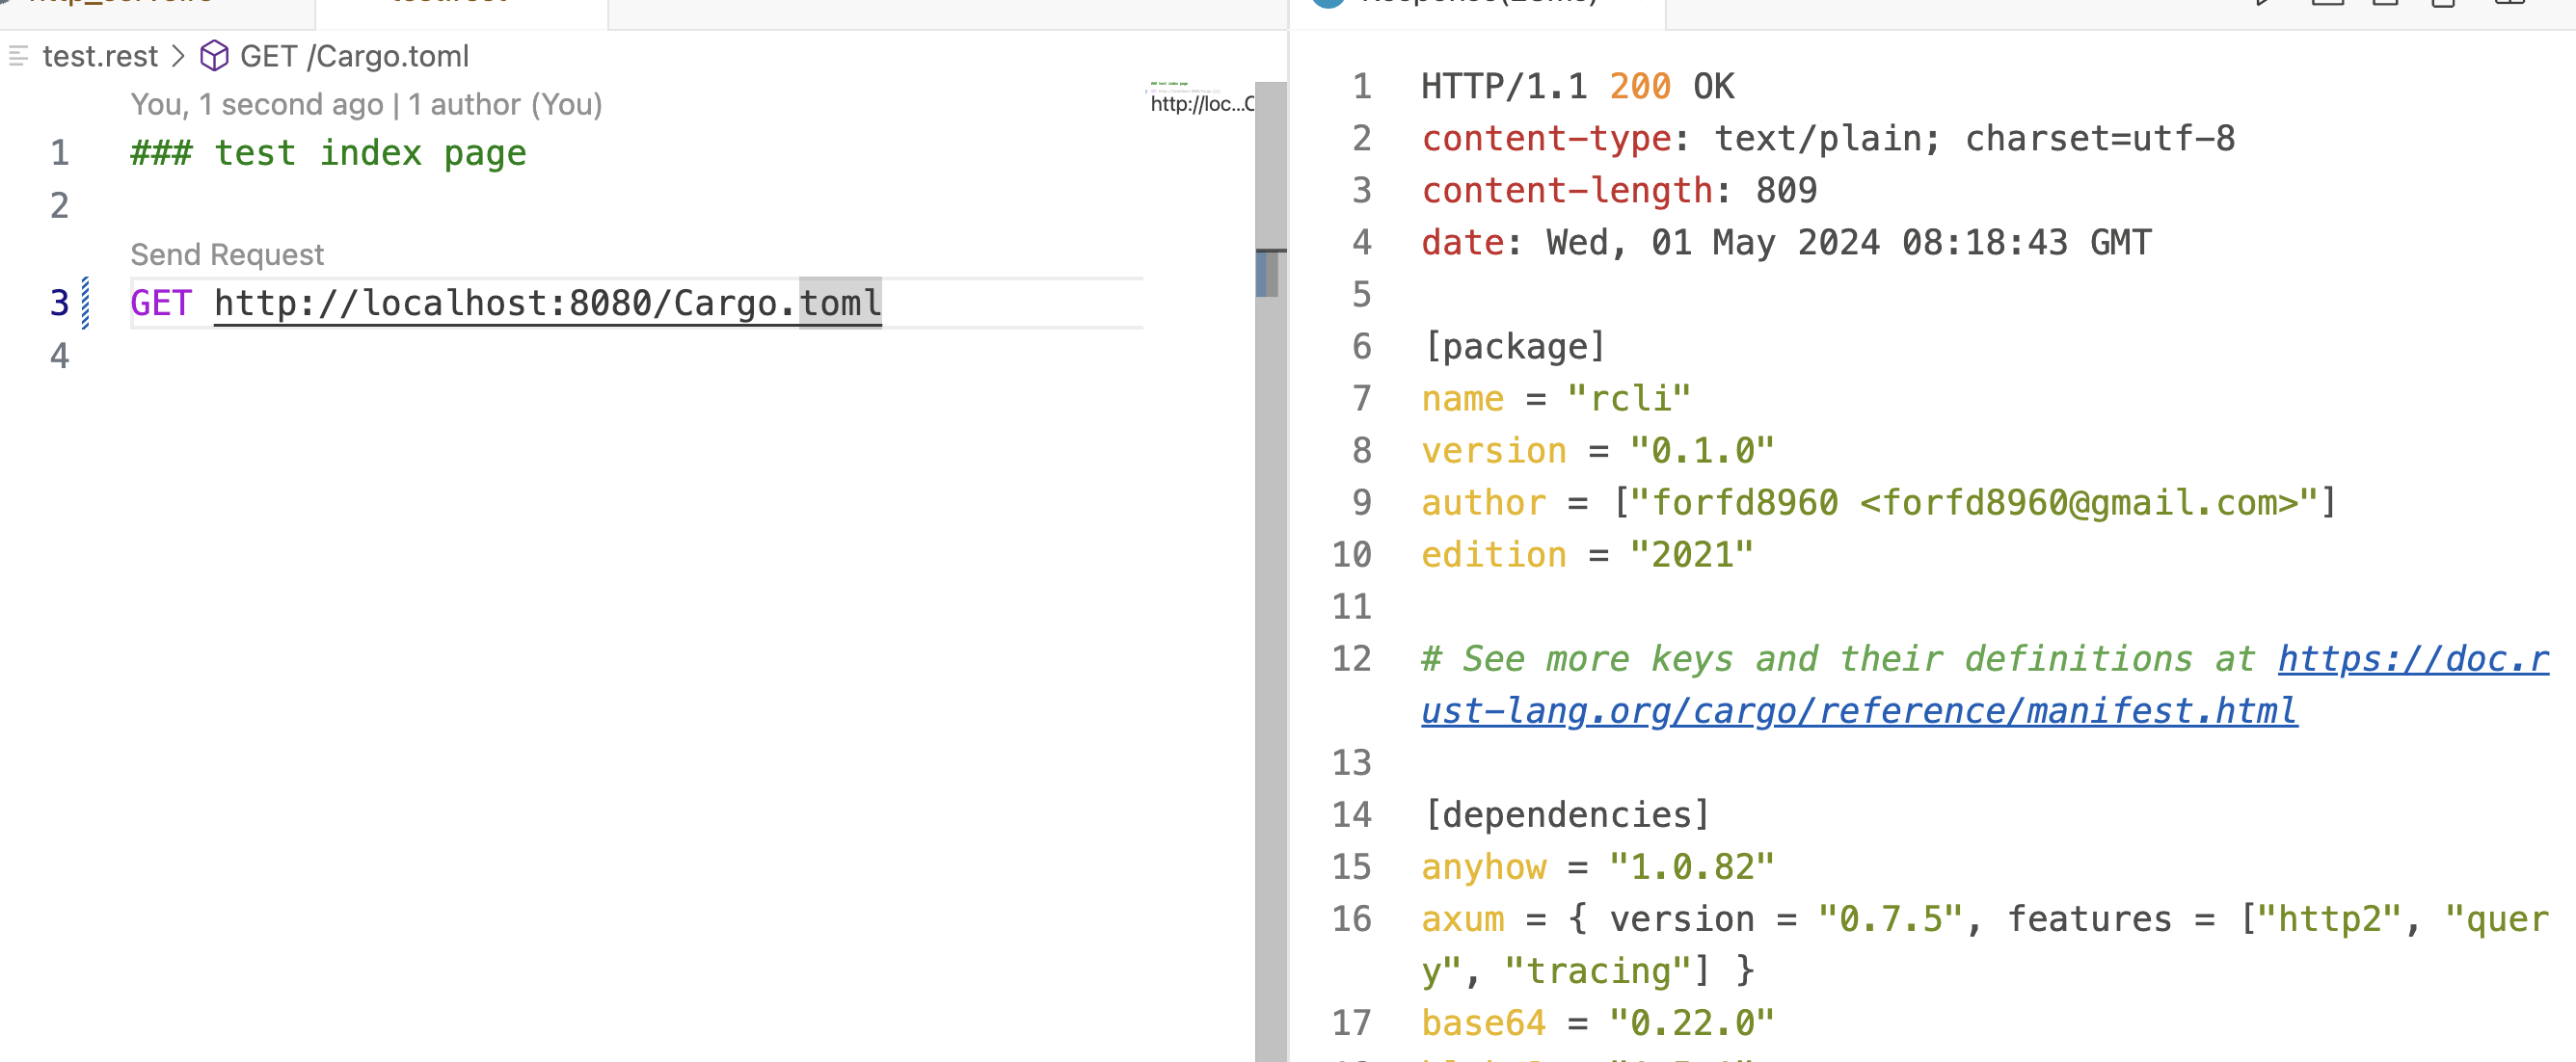 test.rest > GET /Cargo.toml
You, 1 second ago | 1 author (You)
1 ### test index page
2
Send Request
3 GET http://localhost:8080/Cargo.toml
4
http://loc...C
1 HTTP/1.1 200 OK
2 content-type: text/plain; charset=utf-8
3 content-length: 809
4 date: Wed, 01 May 2024 08:18:43 GMT
5
6 [package]
7 name = "rcli"
8 version = "0.1.0"
9 author = ["forfd8960 <forfd8960@gmail.com>"]
10 edition = "2021"
11
12 # See more keys and their definitions at https://doc.r
ust-lang.org/cargo/reference/manifest.html
13
14 [dependencies]
15 anyhow = "1.0.82"
16 axum = { version = "0.7.5", features = ["http2", "quer
y", "tracing"] }
17 base64 = "0.22.0"